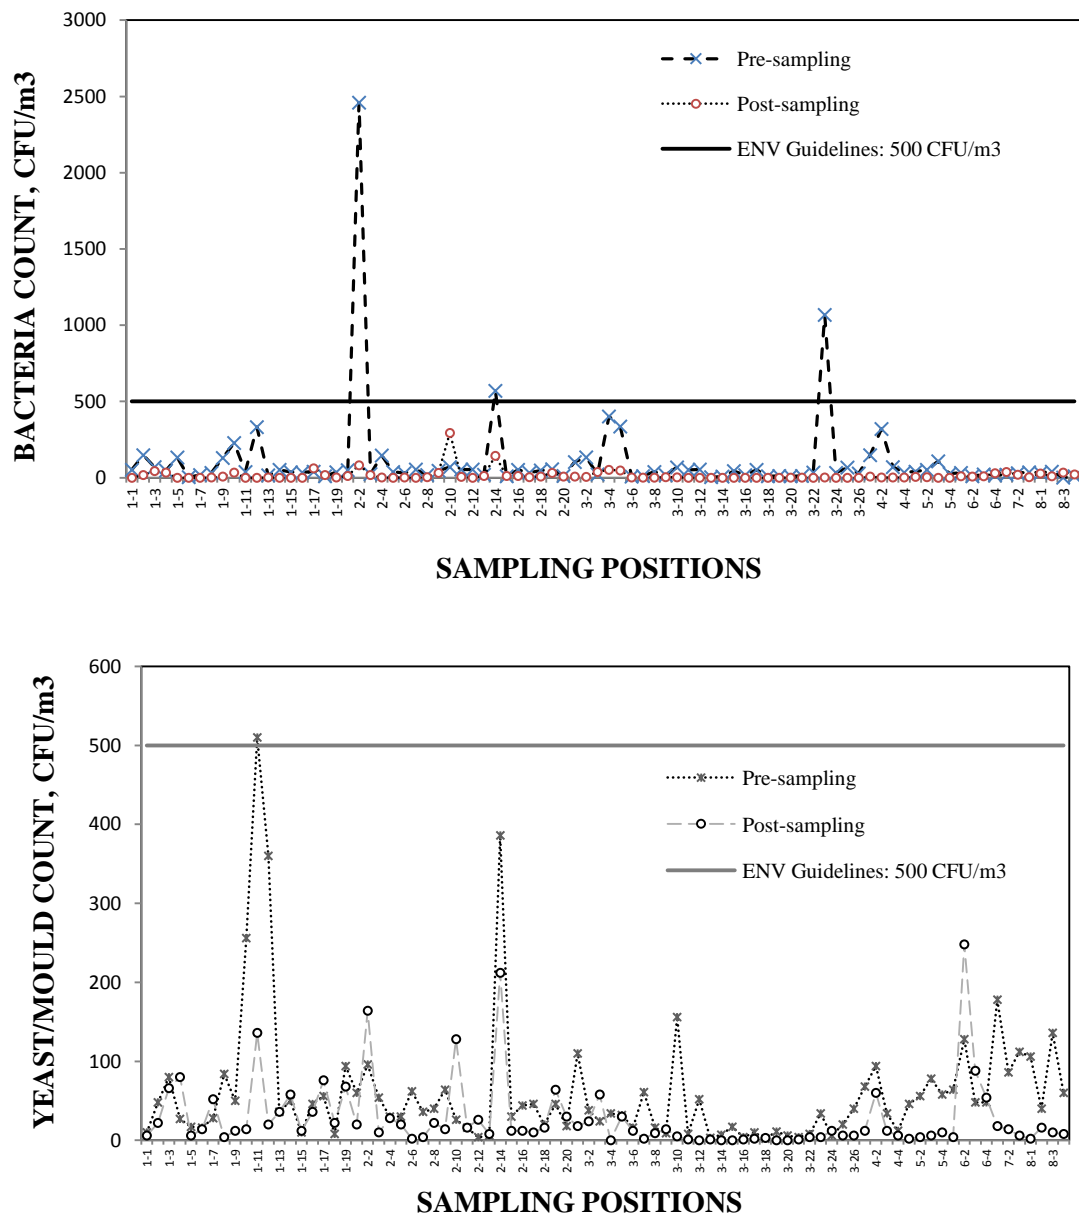 3000
2500
2000
1500
1000
500
0
BACTERIA COUNT, CFU/m3
Pre-sampling
Post-sampling
ENV Guidelines: 500 CFU/m3
1-1 1-3 1-5 1-7 1-9 1-11 1-13 1-15 1-17 1-19 2-2 2-4 2-6 2-8 2-10 2-12 2-14 2-16 2-18 2-20 3-2 3-4 3-6 3-8 3-10 3-12 3-14 3-16 3-18 3-20 3-22 3-24 3-26 4-2 4-4 5-2 5-4 6-2 6-4 7-2 8-1 8-3
SAMPLING POSITIONS
600
500
400
300
200
100
0
YEAST/MOULD COUNT, CFU/m3
Pre-sampling
Post-sampling
ENV Guidelines: 500 CFU/m3
1-1 1-3 1-5 1-7 1-9 1-11 1-13 1-15 1-17 1-19 2-2 2-4 2-6 2-8 2-10 2-12 2-14 2-16 2-18 2-20 3-2 3-4 3-6 3-8 3-10 3-12 3-14 3-16 3-18 3-20 3-22 3-24 3-26 4-2 4-4 5-2 5-4 6-2 6-4 7-2 8-1 8-3
SAMPLING POSITIONS